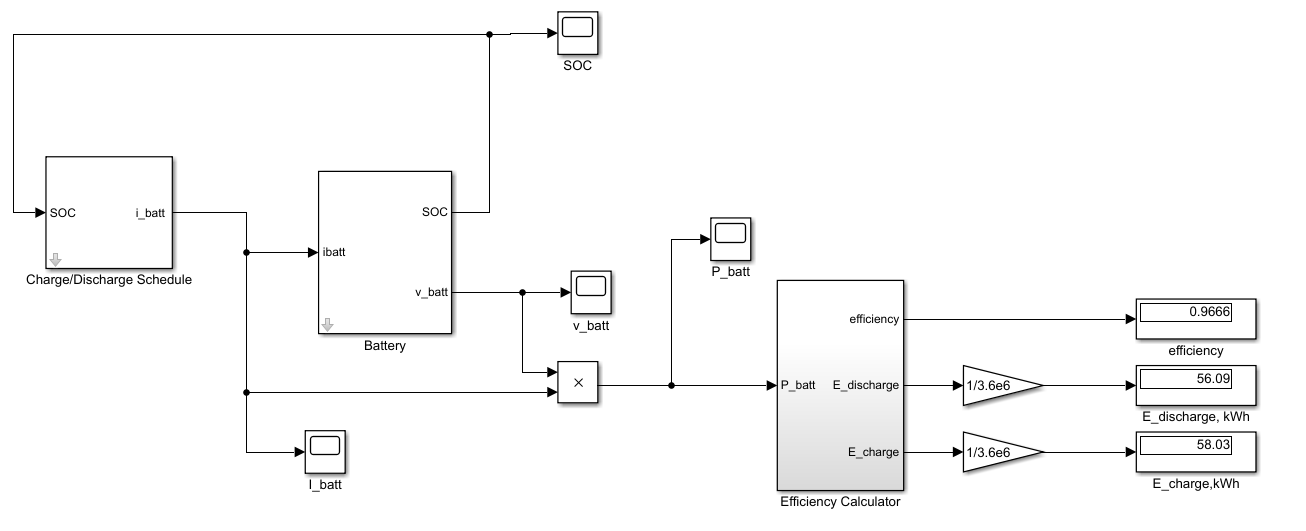 SOC
SOC
i_batt
Charge/Discharge Schedule
SOC
ibatt
v_batt
Battery
v_batt
P_batt
×
I_batt
P_batt
efficiency
E_discharge
E_charge
Efficiency Calculator
1/3.6e6
1/3.6e6
0.9666
efficiency
56.09
E_discharge, kWh
58.03
E_charge,kWh